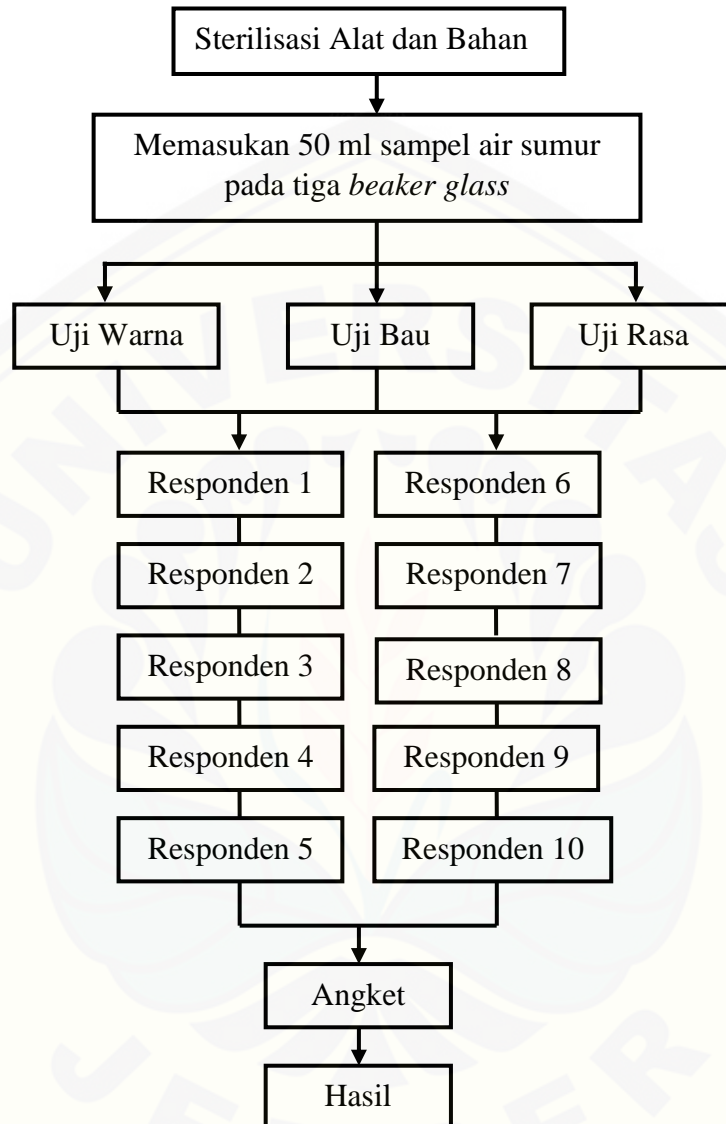 Sterilisasi Alat dan Bahan
Memasukan 50 ml sampel air sumur
pada tiga beaker glass
Uji Warna
Uji Bau
Uji Rasa
Responden 1
Responden 6
Responden 2
Responden 7
Responden 3
Responden 8
Responden 4
Responden 9
Responden 5
Responden 10
Angket
Hasil
UNIVERSITAS
JEMBER